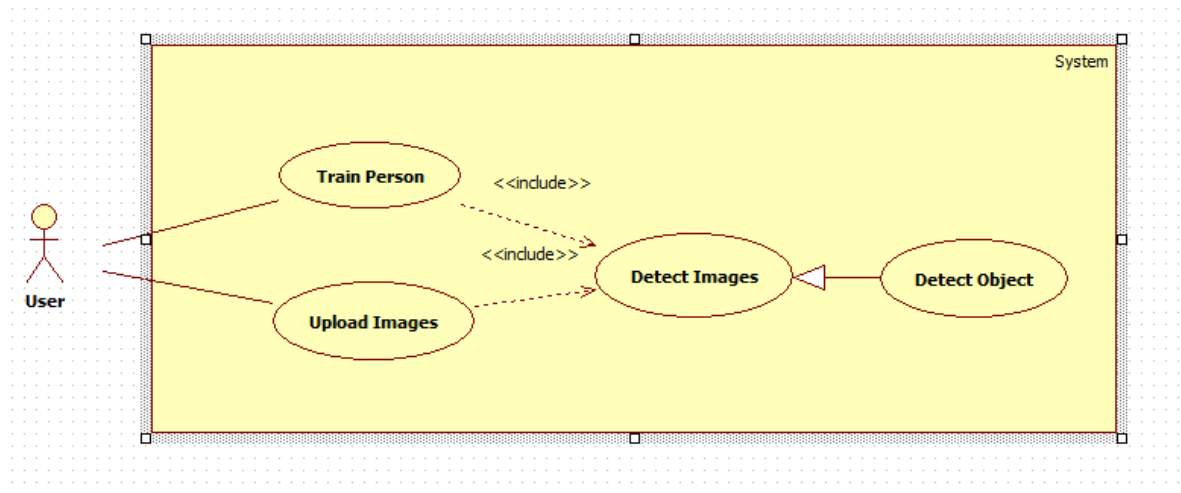 System
Train Person
<<include>>
<<include>>
Detect Images
Detect Object
User
Upload Images